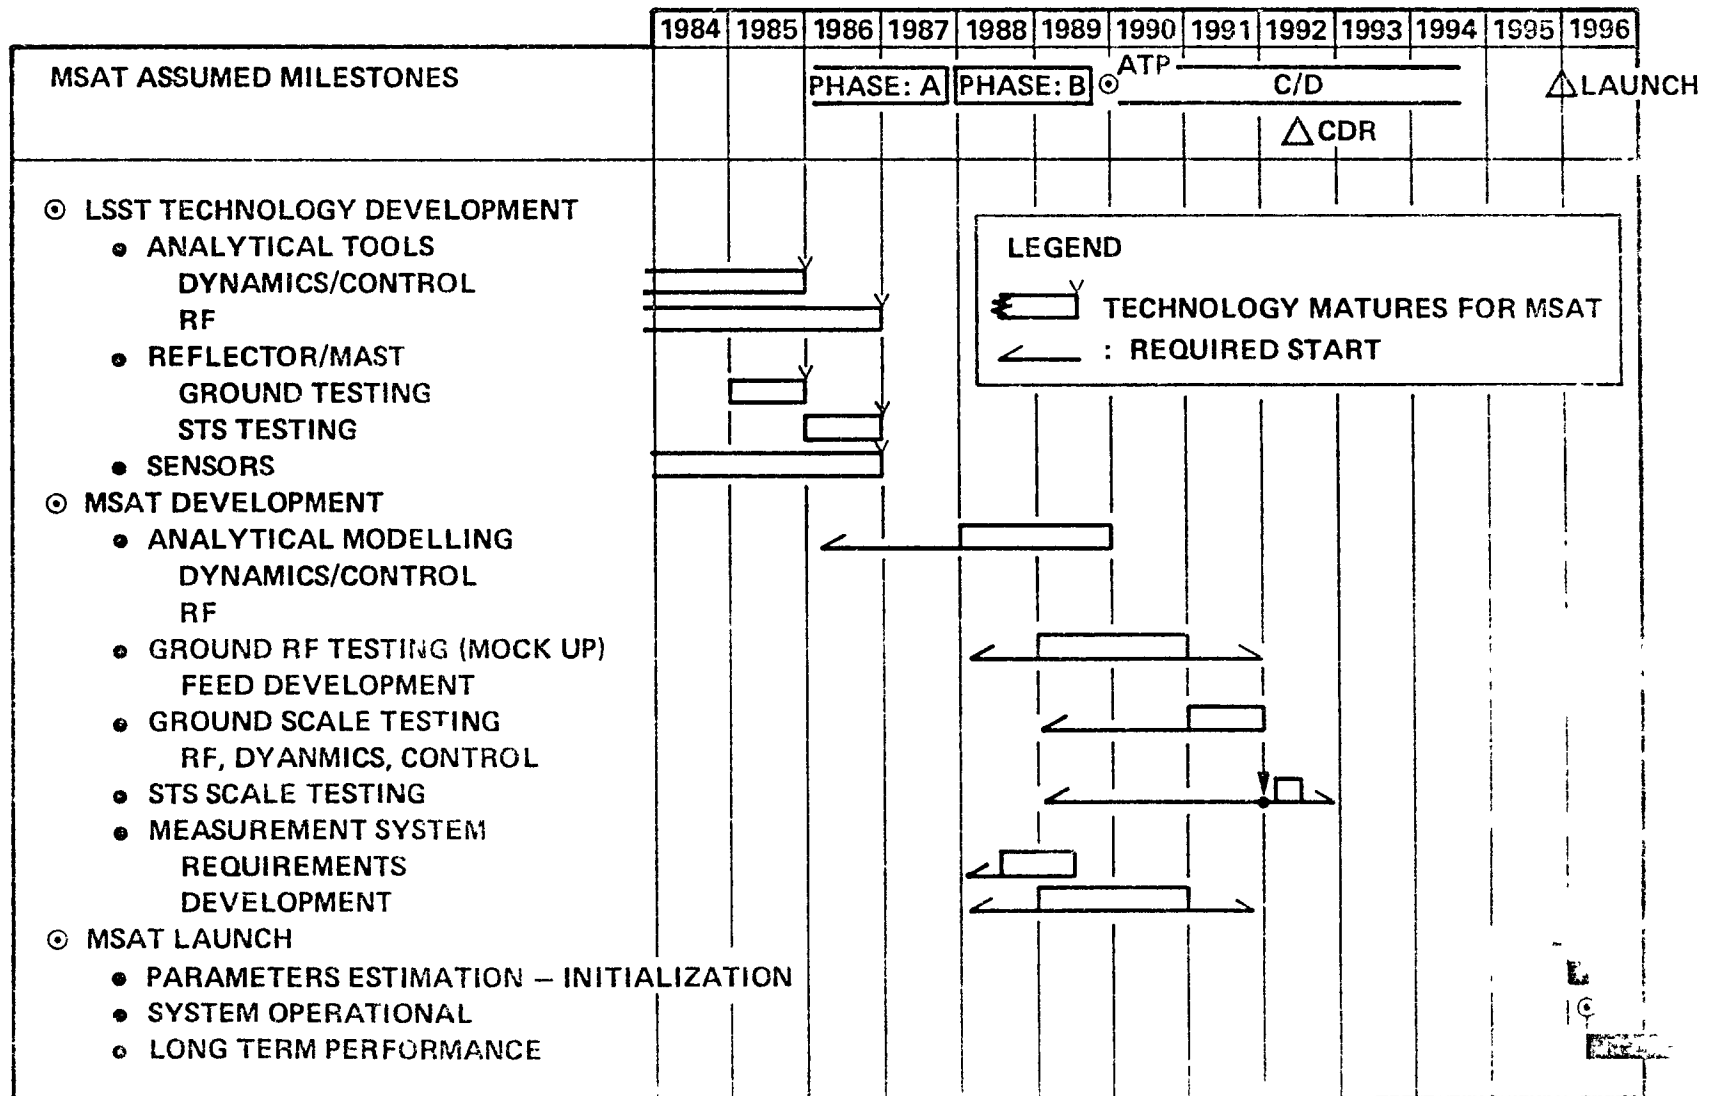 1984 1985 1986 1987 1988 1989 1990 1991 1992 1993 1994 1995 1996
MSAT ASSUMED MILESTONES
PHASE: A PHASE: B ATP C/D LAUNCH
CDR
LSST TECHNOLOGY DEVELOPMENT
ANALYTICAL TOOLS
DYNAMICS/CONTROL
RF
REFLECTOR/MAST
GROUND TESTING
STS TESTING
SENSORS
LEGEND
TECHNOLOGY MATURES FOR MSAT
: REQUIRED START
MSAT DEVELOPMENT
ANALYTICAL MODELLING
DYNAMICS/CONTROL
RF
GROUND RF TESTING (MOCK UP)
FEED DEVELOPMENT
GROUND SCALE TESTING
RF, DYANMICS, CONTROL
STS SCALE TESTING
MEASUREMENT SYSTEM
REQUIREMENTS
DEVELOPMENT
MSAT LAUNCH
PARAMETERS ESTIMATION – INITIALIZATION
SYSTEM OPERATIONAL
LONG TERM PERFORMANCE